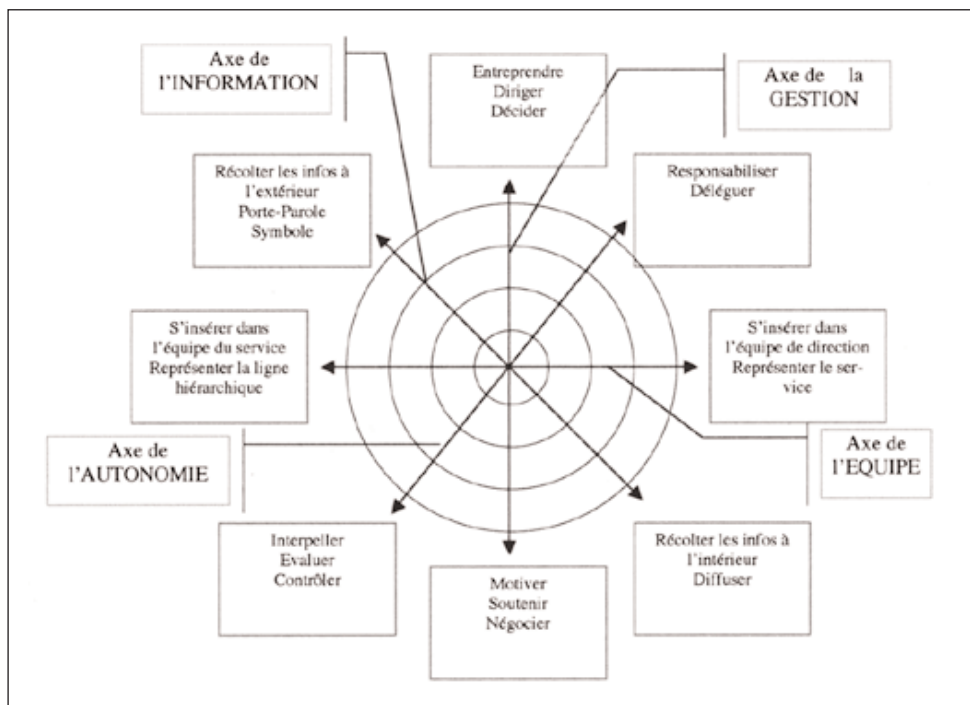 Axe de
l'INFORMATION
Entreprendre
Diriger
Décider
Axe de la
GESTION
Récolter les infos à
l'extérieur
Porte-Parole
Symbole
Responsabiliser
Déléguer
S'insérer dans
l'équipe du service
Représenter la ligne
hiérarchique
S'insérer dans
l'équipe de direction
Représenter le ser-
vice
Axe de
l'AUTONOMIE
Axe de
l'EQUIPE
Interpeller
Evaluer
Contrôler
Motiver
Soutenir
Négocier
Récolter les infos à
l'intérieur
Diffuser